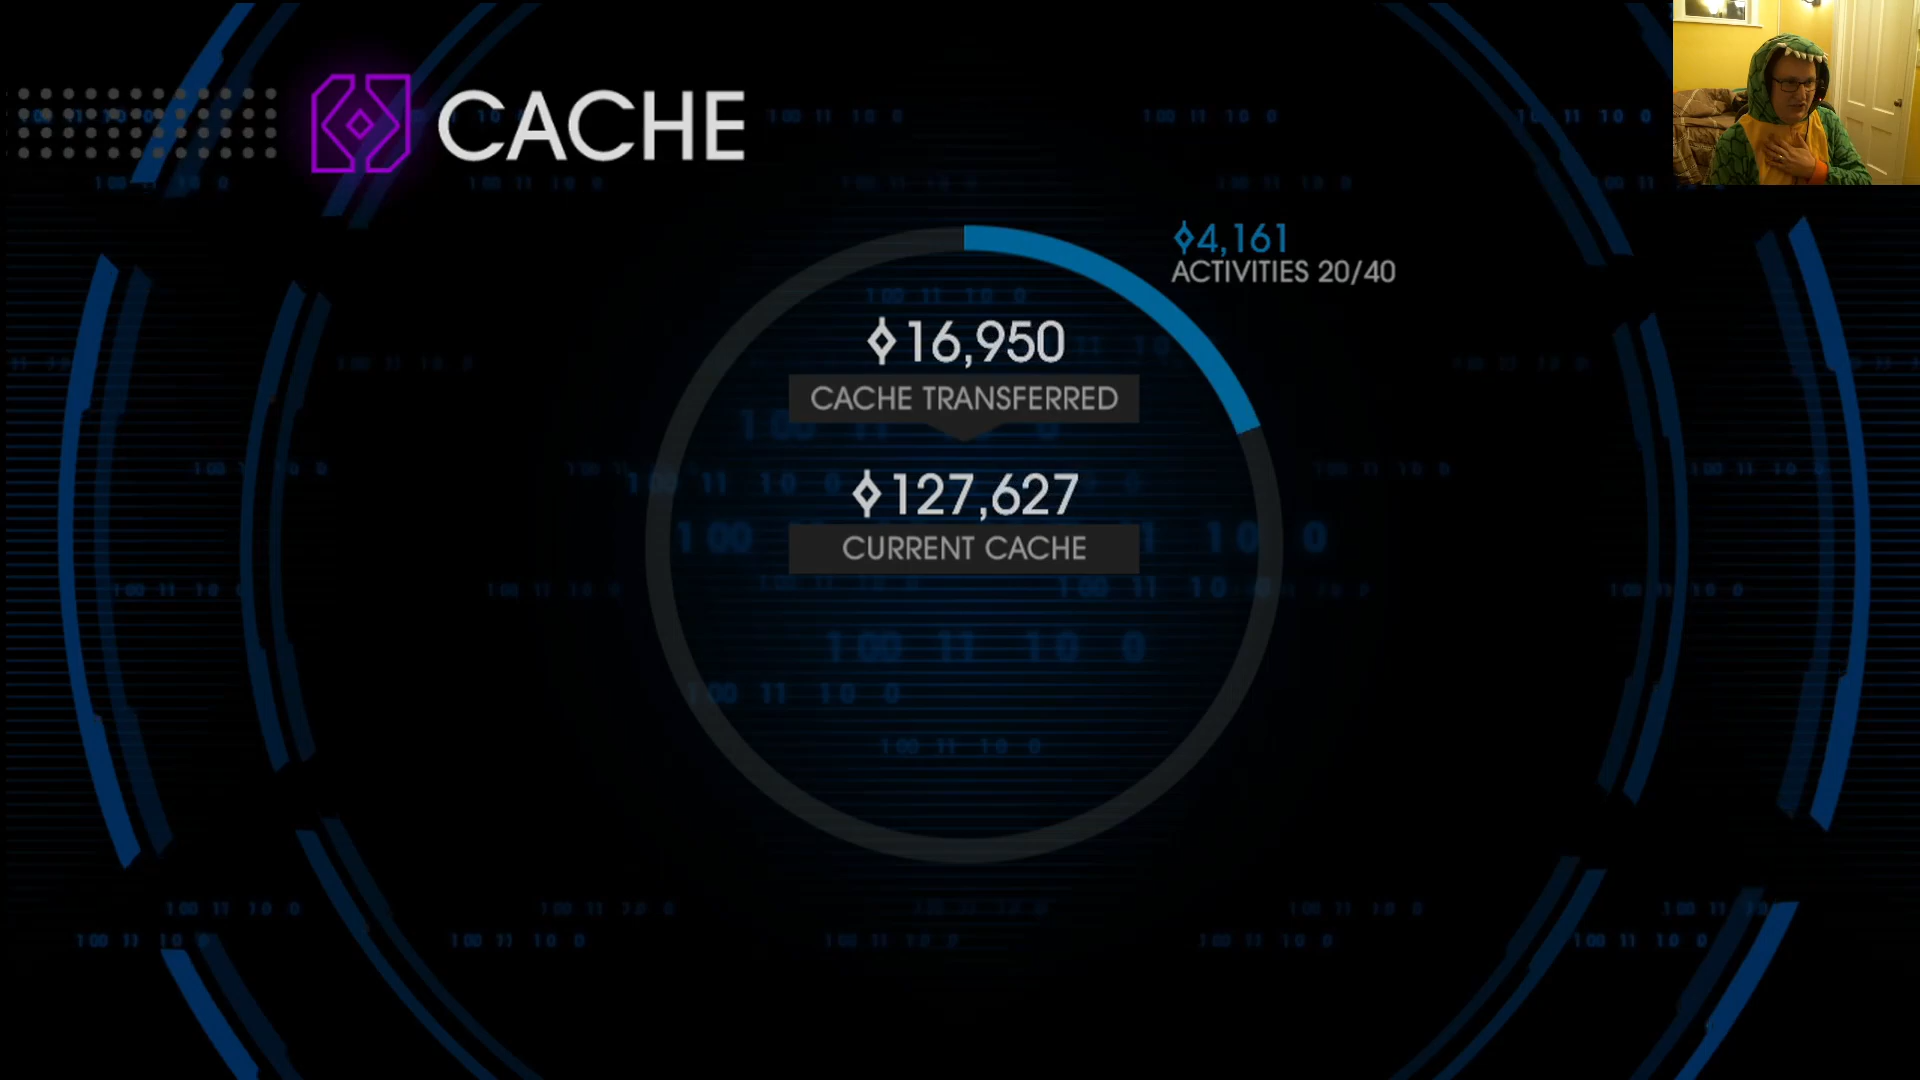 CACHE
4,161
ACTIVITIES 20/40
16,950
CACHE TRANSFERRED
127,627
CURRENT CACHE